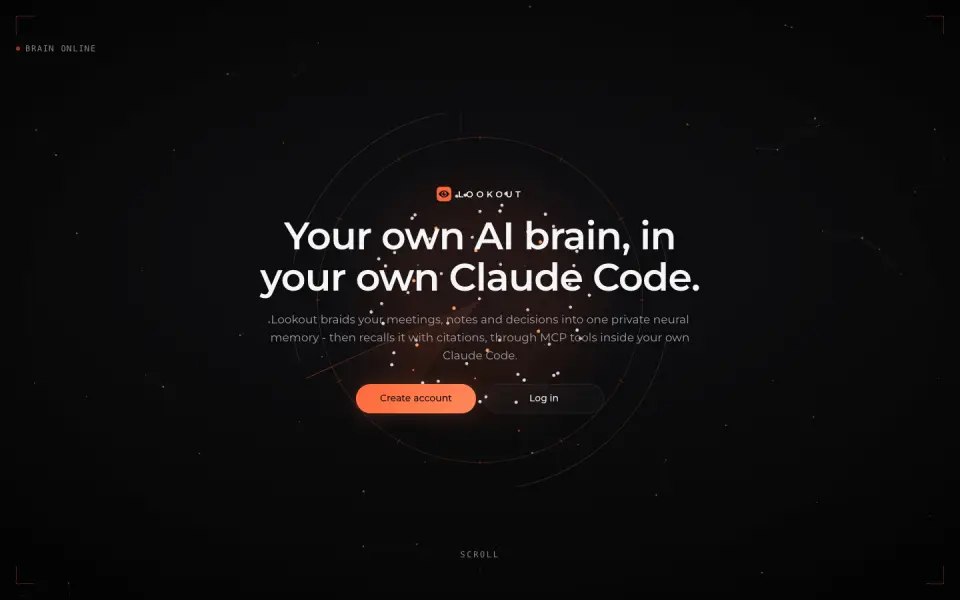 BRAIN ONLINE
LOOKOUT
Your own AI brain, in
your own Claude Code.
Lookout braids your meetings, notes and decisions into one private neural
memory - then recalls it with citations, through MCP tools inside your own
Claude Code.
Create account
Log in
SCROLL